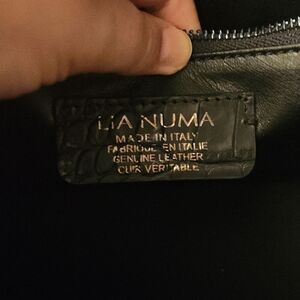 LIA NUMA
MADE IN ITALY
FABRIQUE EN ITALIE
GENUINE LEATHER
CUIR VERITABLE